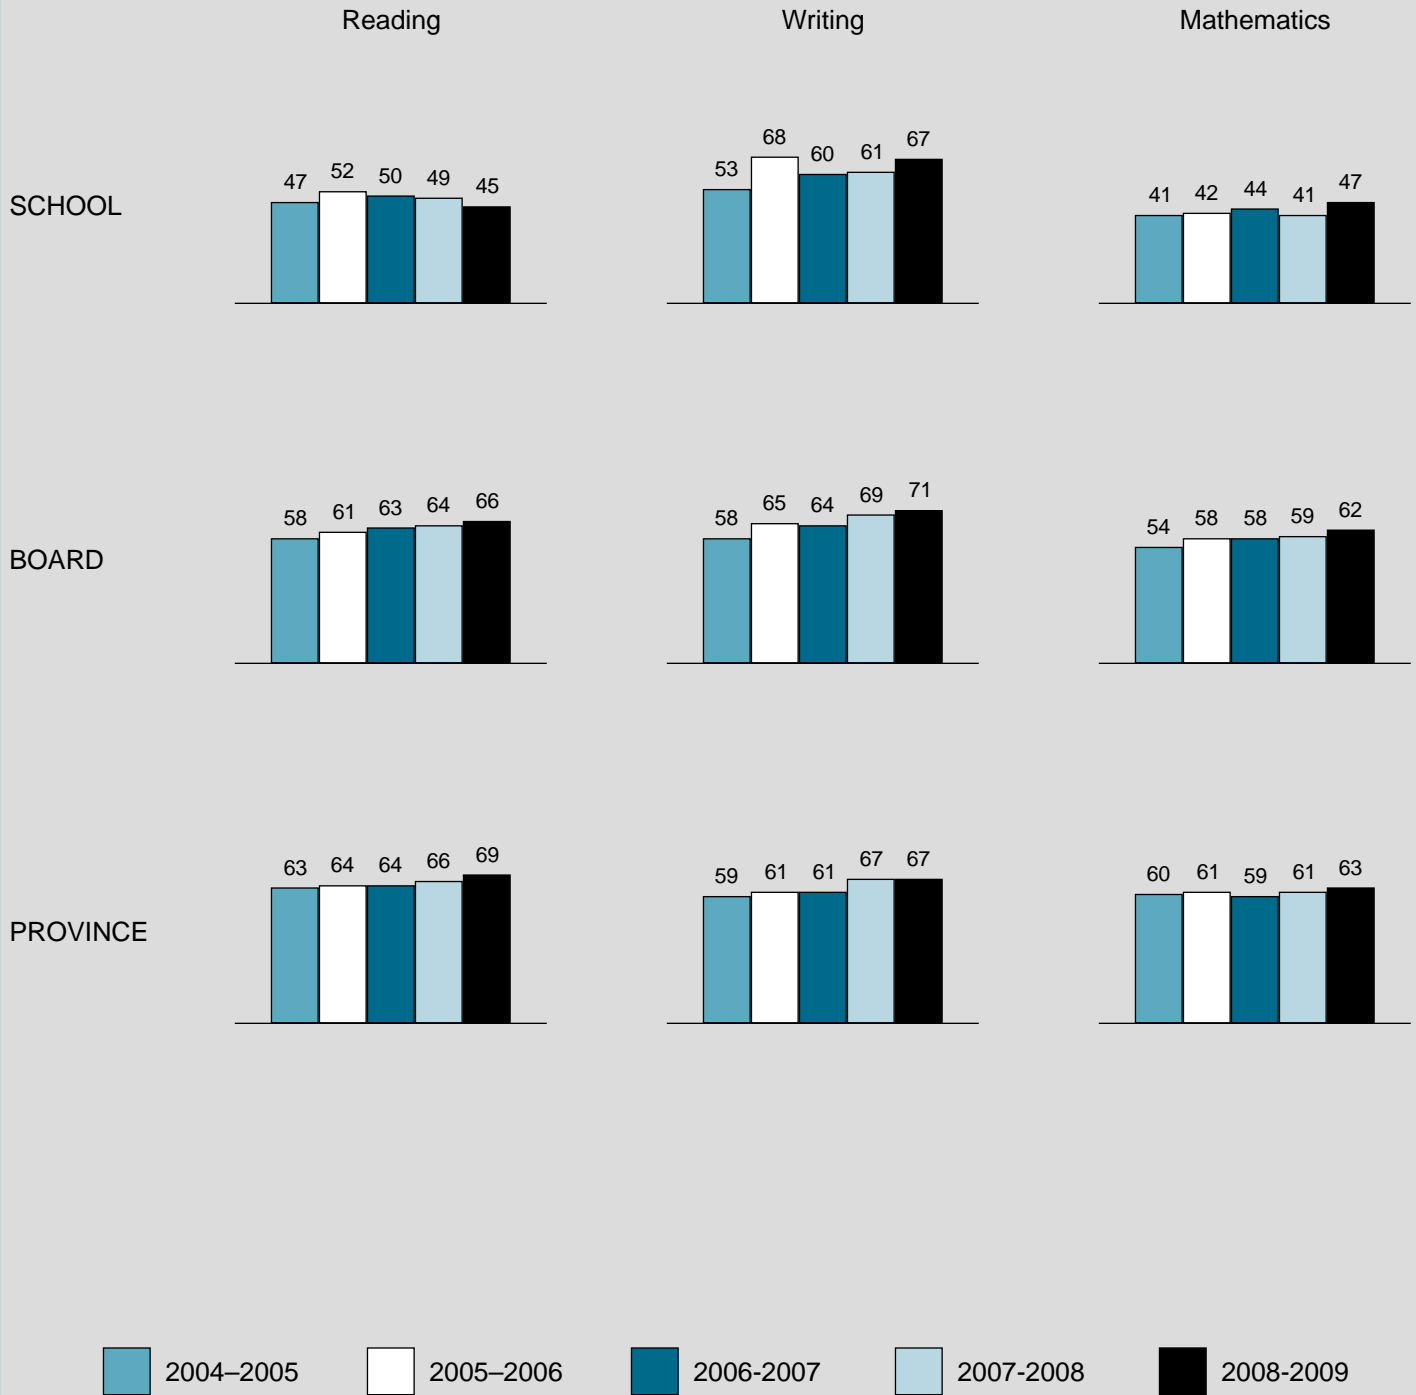 Reading Writing Mathematics
47 52 50 49 45
53 68 60 61 67
41 42 44 41 47
SCHOOL
58 61 63 64 66
58 65 64 69 71
54 58 58 59 62
BOARD
63 64 64 66 69
59 61 61 67 67
60 61 59 61 63
PROVINCE
2004–2005 2005–2006 2006-2007 2007-2008 2008-2009